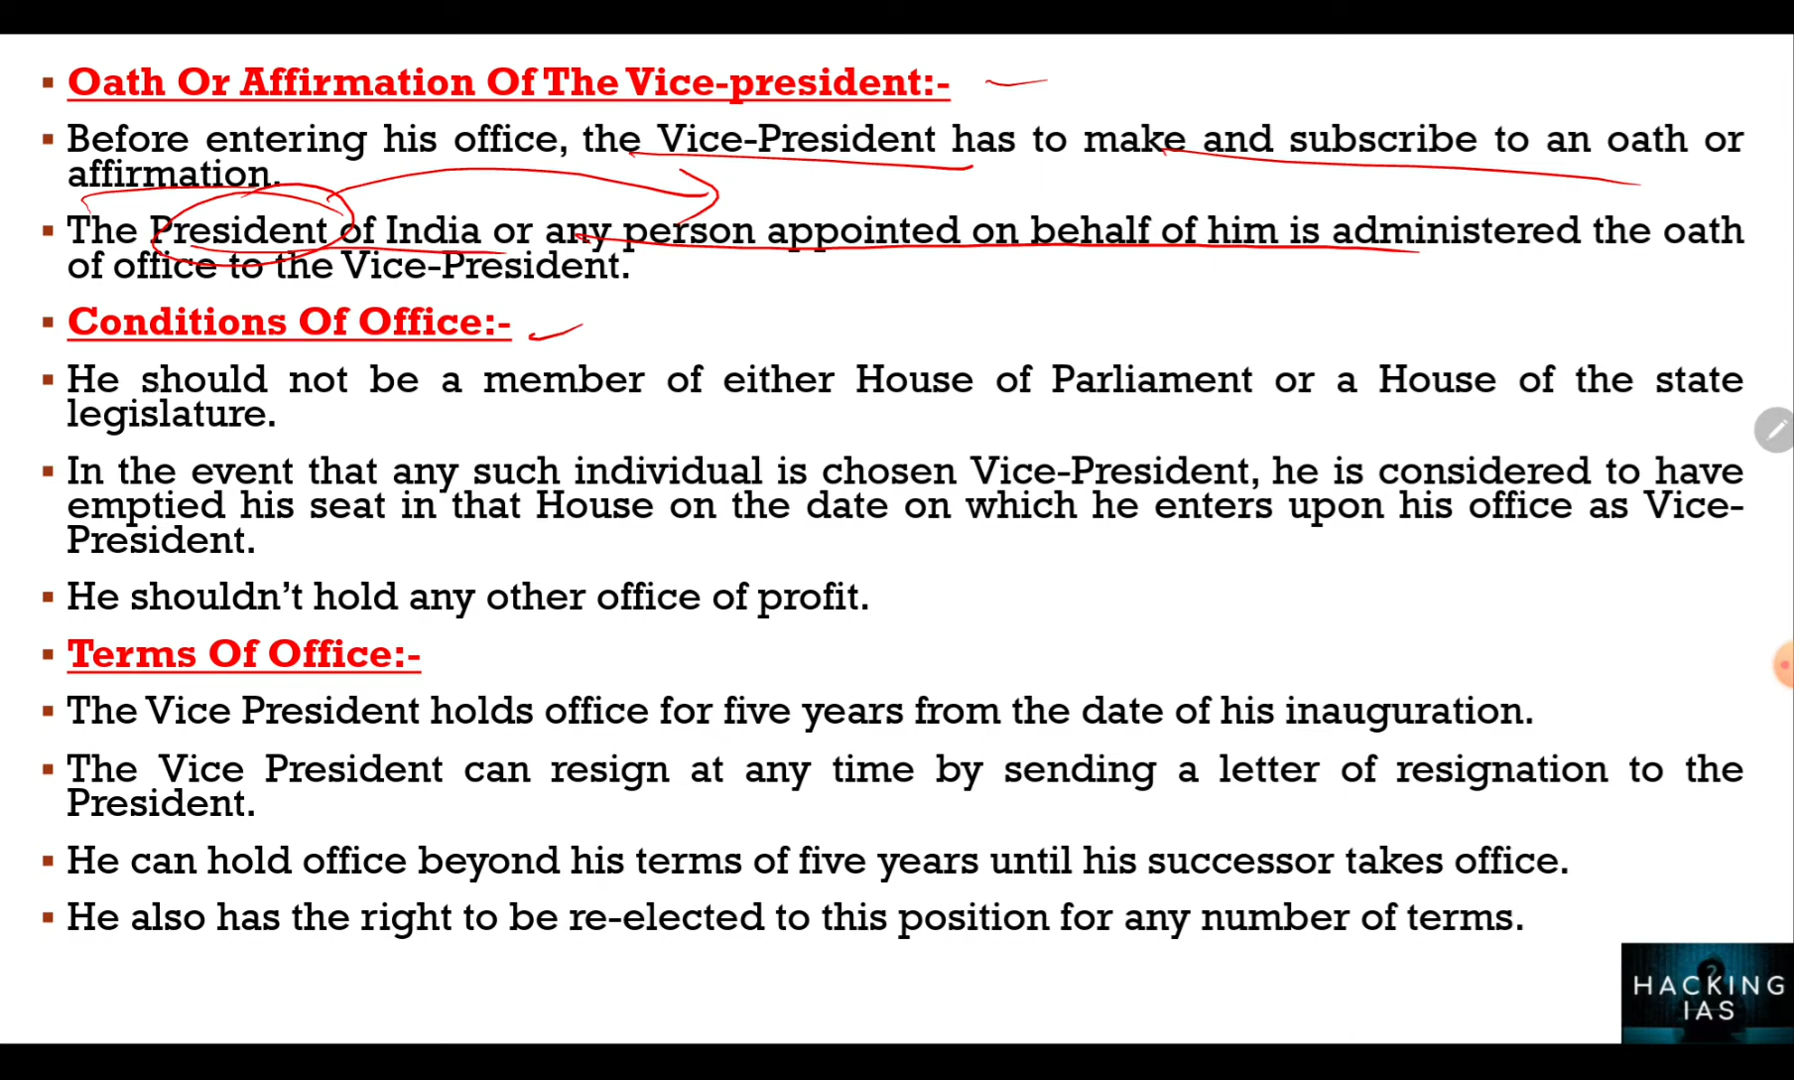 Oath Or Affirmation Of The Vice-president:-
Before entering his office, the Vice-President has to make and subscribe to an oath or
affirmation.
The President of India or any person appointed on behalf of him is administered the oath
of office to the Vice-President.
Conditions Of Office:-
He should not be a member of either House of Parliament or a House of the state
legislature.
In the event that any such individual is chosen Vice-President, he is considered to have
emptied his seat in that House on the date on which he enters upon his office as Vice-
President.
He shouldn’t hold any other office of profit.
Terms Of Office:-
The Vice President holds office for five years from the date of his inauguration.
The Vice President can resign at any time by sending a letter of resignation to the
President.
He can hold office beyond his terms of five years until his successor takes office.
He also has the right to be re-elected to this position for any number of terms.
HACKING
IAS